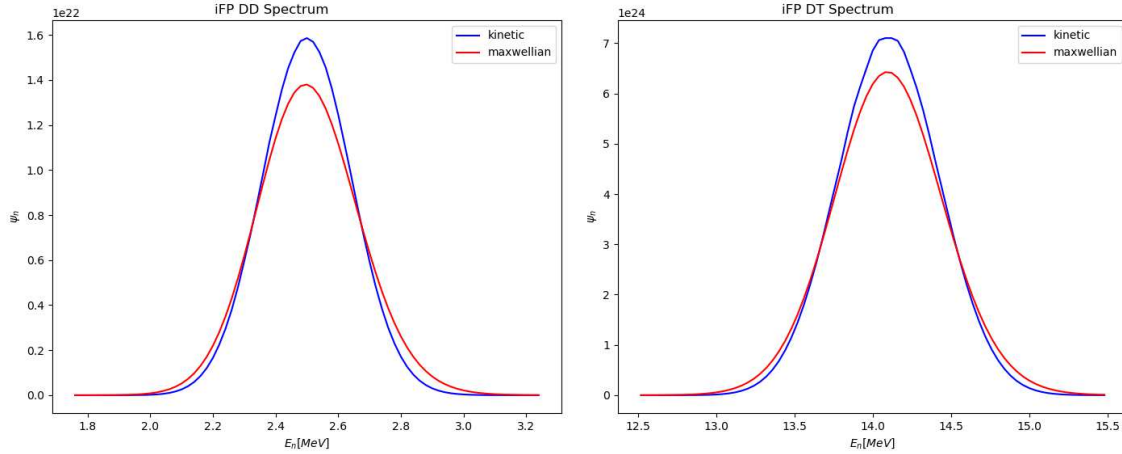 iFP DD Spectrum
1e22
1.6
1.4
1.2
1.0
0.8
0.6
0.4
0.2
0.0
ψn
kinetic
maxwellian
1.8 2.0 2.2 2.4 2.6 2.8 3.0 3.2
En[MeV]
iFP DT Spectrum
1e24
7
6
5
4
3
2
1
0
ψn
kinetic
maxwellian
12.5 13.0 13.5 14.0 14.5 15.0 15.5
En[MeV]